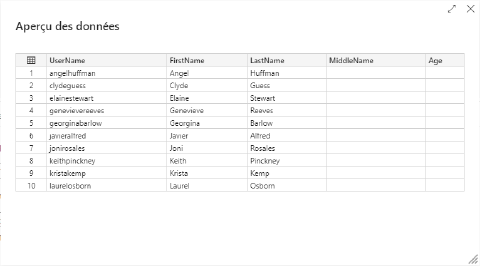 Aperçu des données
UserName FirstName LastName MiddleName Age
1 angelhuffman Angel Huffman
2 clydeguess Clyde Guess
3 elainestewart Elaine Stewart
4 genevievereeves Genevieve Reeves
5 georginabarlow Georgina Barlow
6 javieralfred Javier Alfred
7 jonirosales Joni Rosales
8 keithpinckney Keith Pinckney
9 kristakemp Krista Kemp
10 laurelosborn Laurel Osborn